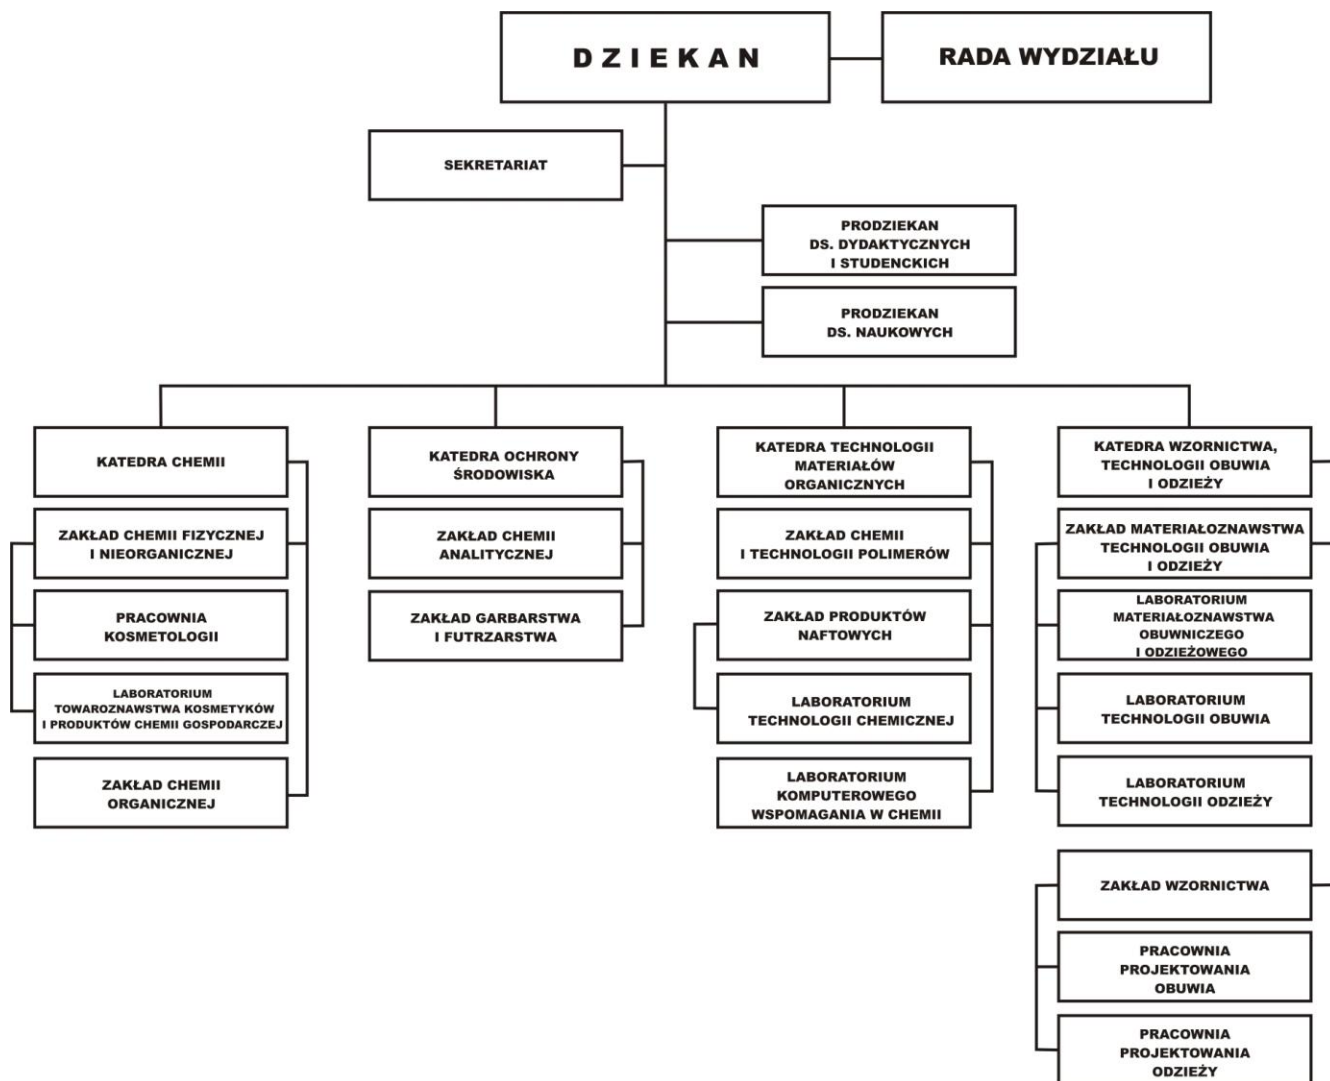 D Z I E K A N
RADA WYDZIAŁU
SEKRETARIAT
PRODZIEKAN
DS. DYDAKTYCZNYCH
I STUDENCKICH
PRODZIEKAN
DS. NAUKOWYCH
KATEDRA CHEMII
ZAKŁAD CHEMII FIZYCZNEJ
I NIEORGANICZNEJ
PRACOWNIA
KOSMETOLOGII
LABORATORIUM
TOWAROZNAWSTWA KOSMETYKÓW
I PRODUKTÓW CHEMII GOSPODARCZEJ
ZAKŁAD CHEMII
ORGANICZNEJ
KATEDRA OCHRONY
ŚRODOWISKA
ZAKŁAD CHEMII
ANALITYCZNEJ
ZAKŁAD GARBARSTWA
I FUTRZARSTWA
KATEDRA TECHNOLOGII
MATERIAŁÓW
ORGANICZNYCH
ZAKŁAD CHEMII
I TECHNOLOGII POLIMERÓW
ZAKŁAD PRODUKTÓW
NAFTOWYCH
LABORATORIUM
TECHNOLOGII CHEMICZNEJ
LABORATORIUM
KOMPUTEROWEGO
WSPOMAGANIA W CHEMII
KATEDRA WZORNICTWA,
TECHNOLOGII OBUWIA
I ODZIEŻY
ZAKŁAD MATERIAŁOZNAWSTWA
TECHNOLOGII OBUWIA
I ODZIEŻY
LABORATORIUM
MATERIAŁOZNAWSTWA
OBUWNICZEGO
I ODZIEŻOWEGO
LABORATORIUM
TECHNOLOGII OBUWIA
LABORATORIUM
TECHNOLOGII ODZIEŻY
ZAKŁAD WZORNICTWA
PRACOWNIA
PROJEKTOWANIA
OBUWIA
PRACOWNIA
PROJEKTOWANIA
ODZIEŻY